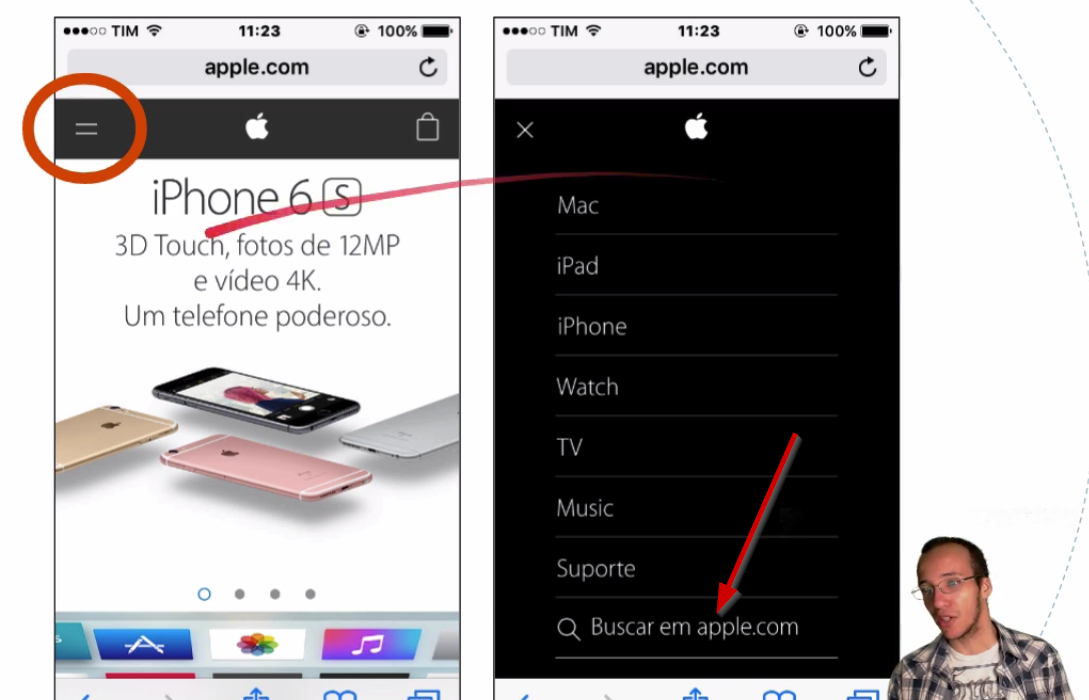 TIM 11:23 100%
apple.com
iPhone 6 S
3D Touch, fotos de 12MP
e vídeo 4K.
Um telefone poderoso.
TIM 11:23 100%
apple.com
Mac
iPad
iPhone
Watch
TV
Music
Suporte
Buscar em apple.com